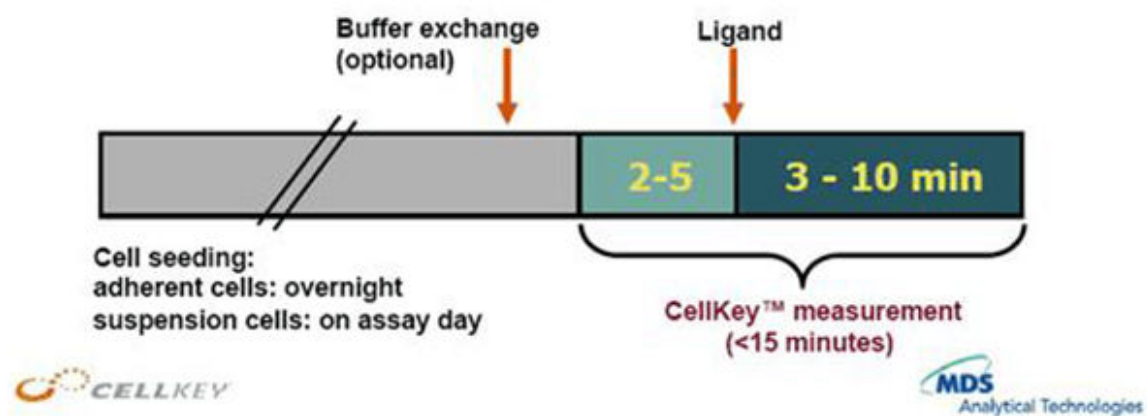 Buffer exchange
(optional)
Ligand
2-5
3 - 10 min
Cell seeding:
adherent cells: overnight
suspension cells: on assay day
CellKey™ measurement
(<15 minutes)
CELLKEY
MDS
Analytical Technologies